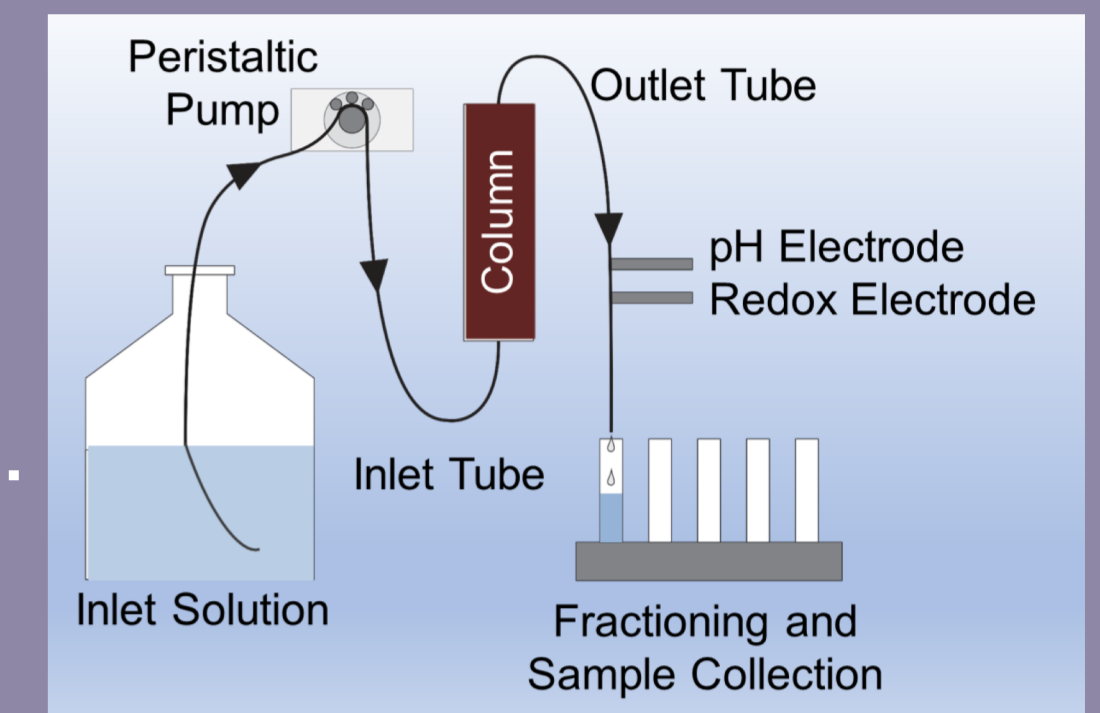 Peristaltic
Pump
Outlet Tube
Column
pH Electrode
Redox Electrode
Inlet Tube
Inlet Solution
Fractioning and
Sample Collection